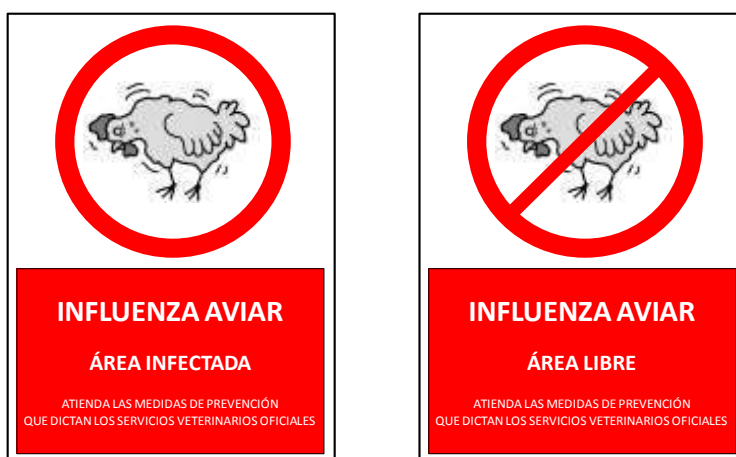 INFLUENZA AVIAR
ÁREA INFECTADA
ATIENDA LAS MEDIDAS DE PREVENCIÓN
QUE DICTAN LOS SERVICIOS VETERINARIOS OFICIALES
INFLUENZA AVIAR
ÁREA LIBRE
ATIENDA LAS MEDIDAS DE PREVENCIÓN
QUE DICTAN LOS SERVICIOS VETERINARIOS OFICIALES